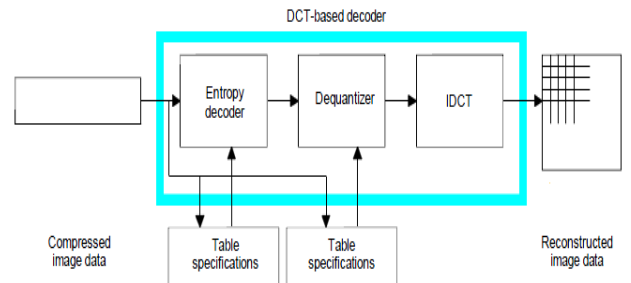 DCT-based decoder
Entropy
decoder
Dequantizer
IDCT
Compressed
image data
Table
specifications
Table
specifications
Reconstructed
image data